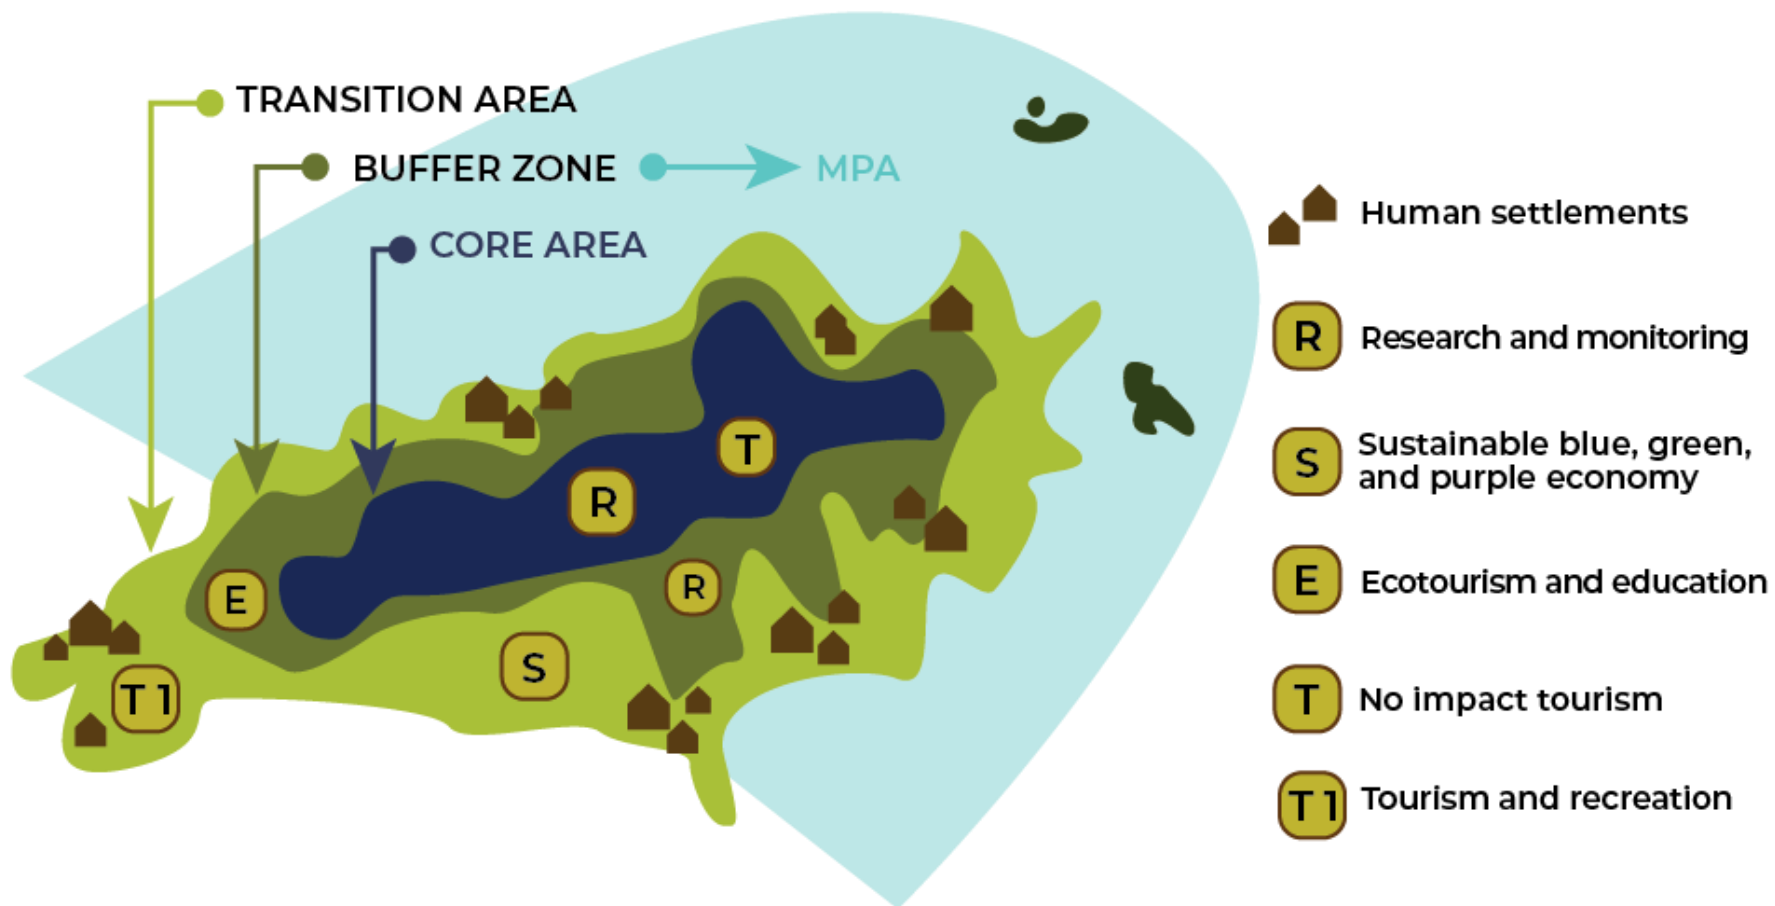 TRANSITION AREA
BUFFER ZONE
MPA
CORE AREA
T
R
E
R
S
T1
Human settlements
R
Research and monitoring
S
Sustainable blue, green,
and purple economy
E
Ecotourism and education
T
No impact tourism
T1
Tourism and recreation